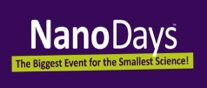 NanoDays™
The Biggest Event for the Smallest Science!